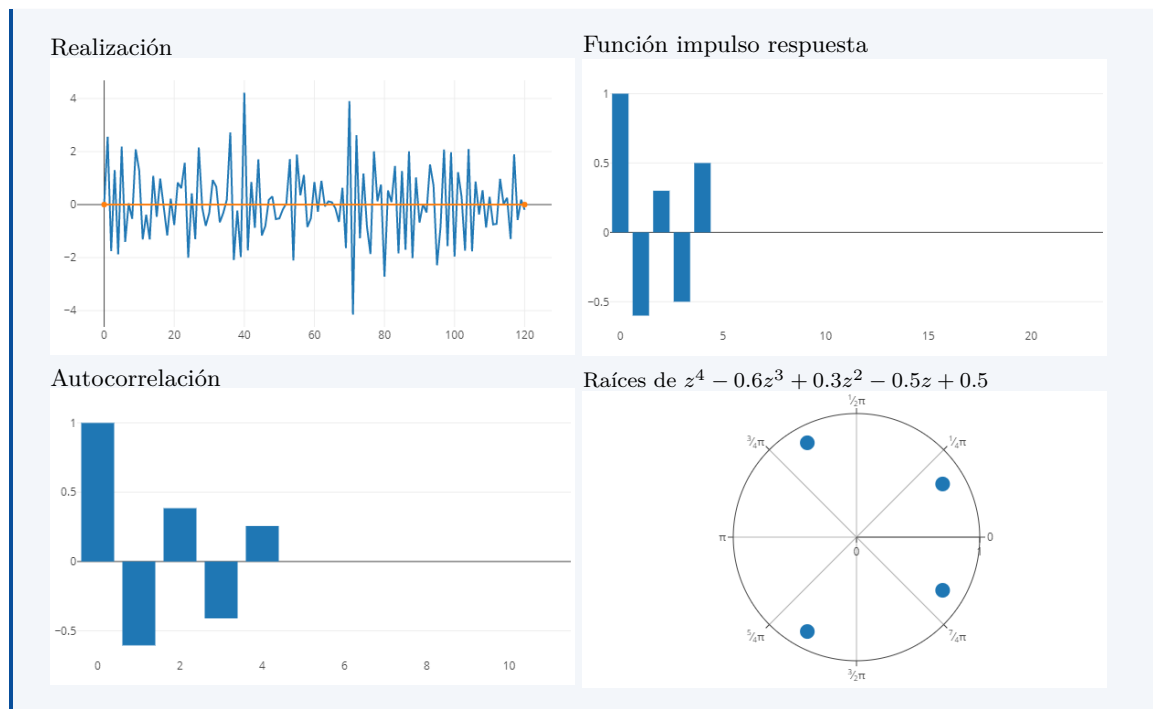 Realización
4
2
0
−2
−4
0 20 40 60 80 100 120
Función impulso respuesta
1
0.5
0
−0.5
0 5 10 15 20
Autocorrelación
1
0.5
0
−0.5
0 2 4 6 8 10
Raíces de z⁴ − 0.6z³ + 0.3z² − 0.5z + 0.5
½π
¾π ¼π
π 0 1 0
⁵⁄₄π ⁷⁄₄π
³⁄₂π